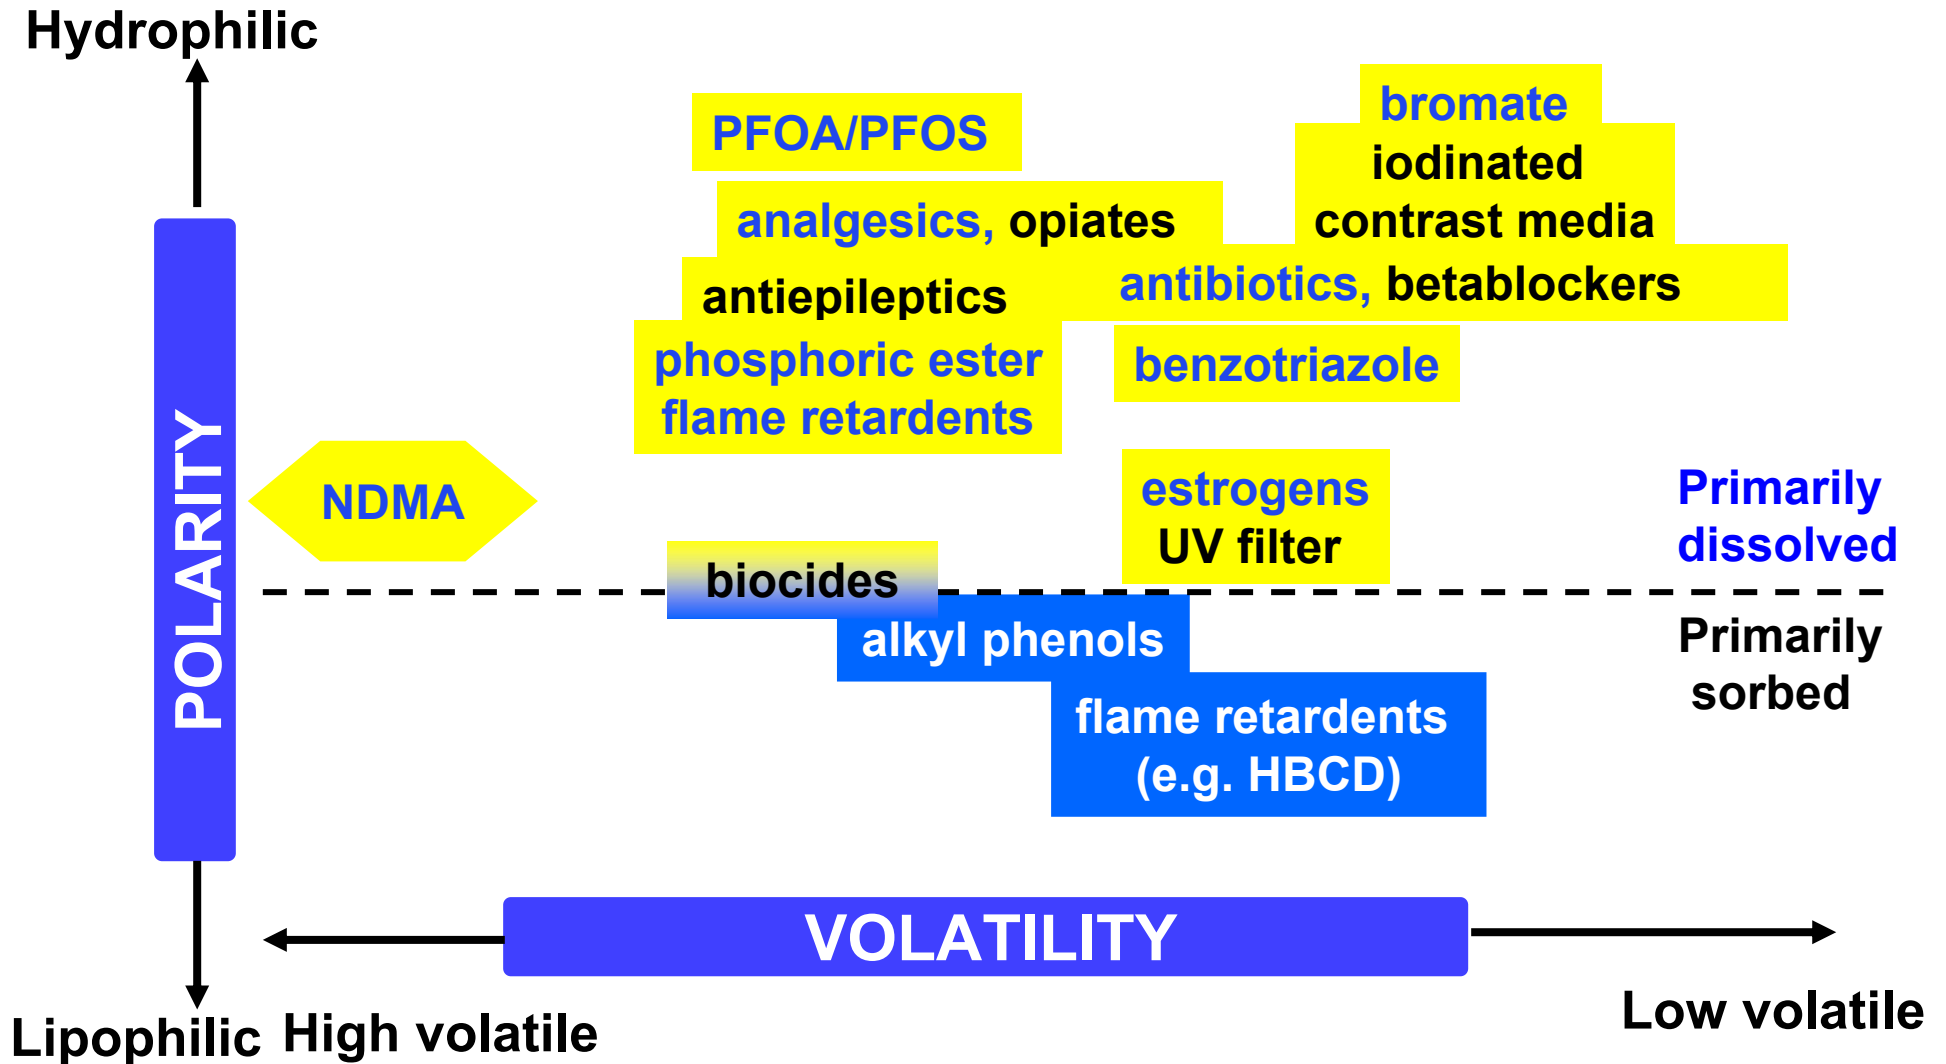 Hydrophilic
PFOA/PFOS
bromate
iodinated
contrast media
analgesics, opiates
antiepileptics
antibiotics, betablockers
phosphoric ester
flame retardents
benzotriazole
POLARITY
NDMA
estrogens
UV filter
Primarily
dissolved
biocides
alkyl phenols
Primarily
sorbed
flame retardents
(e.g. HBCD)
VOLATILITY
Lipophilic
High volatile
Low volatile